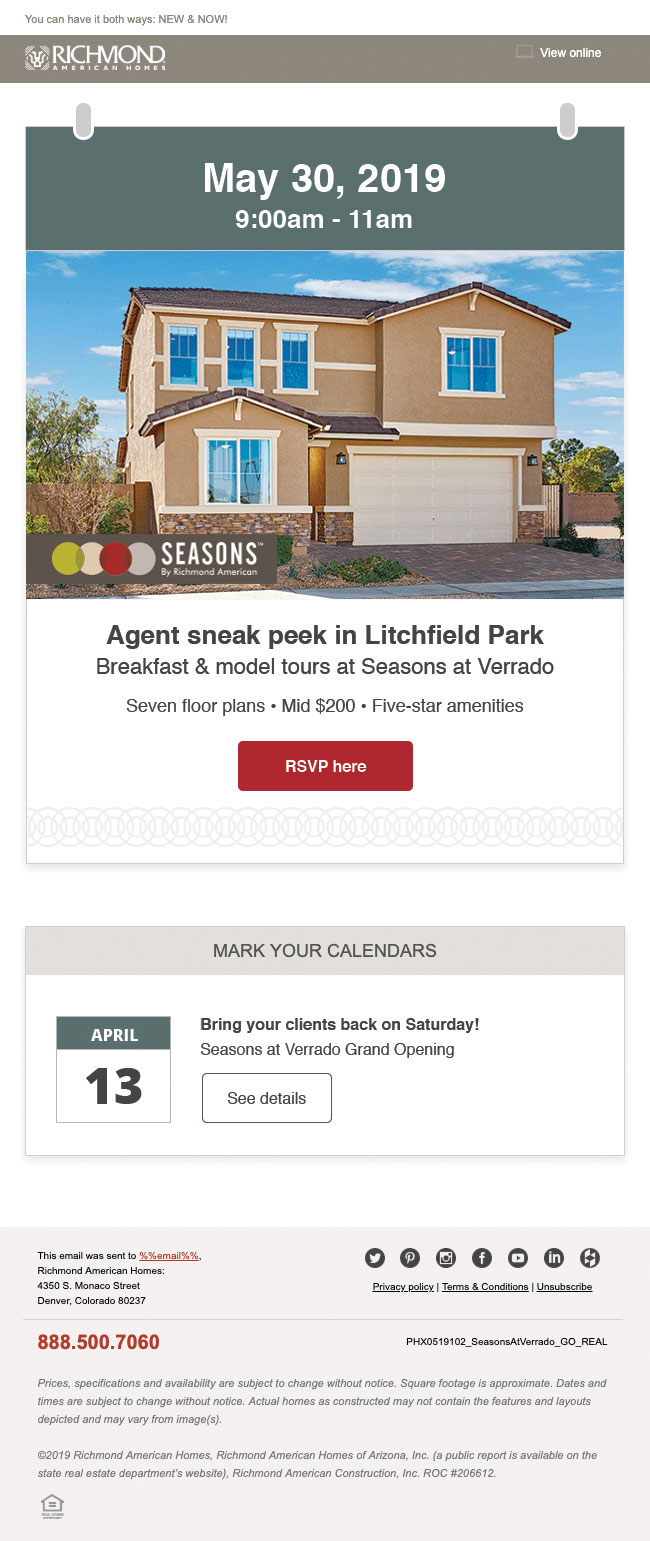 You can have it both ways: NEW & NOW!
RICHMOND
AMERICAN HOMES
View online
May 30, 2019
9:00am - 11am
SEASONS™
By Richmond American
Agent sneak peek in Litchfield Park
Breakfast & model tours at Seasons at Verrado
Seven floor plans • Mid $200 • Five-star amenities
RSVP here
MARK YOUR CALENDARS
APRIL
13
Bring your clients back on Saturday!
Seasons at Verrado Grand Opening
See details
This email was sent to %%email%%.
Richmond American Homes:
4350 S. Monaco Street
Denver, Colorado 80237
Privacy policy | Terms & Conditions | Unsubscribe
888.500.7060
PHX0519102_SeasonsAtVerrado_GO_REAL
Prices, specifications and availability are subject to change without notice. Square footage is approximate. Dates and
times are subject to change without notice. Actual homes as constructed may not contain the features and layouts
depicted and may vary from image(s).
©2019 Richmond American Homes, Richmond American Homes of Arizona, Inc. (a public report is available on the
state real estate department's website), Richmond American Construction, Inc. ROC #206612.
EQUAL HOUSING
OPPORTUNITY